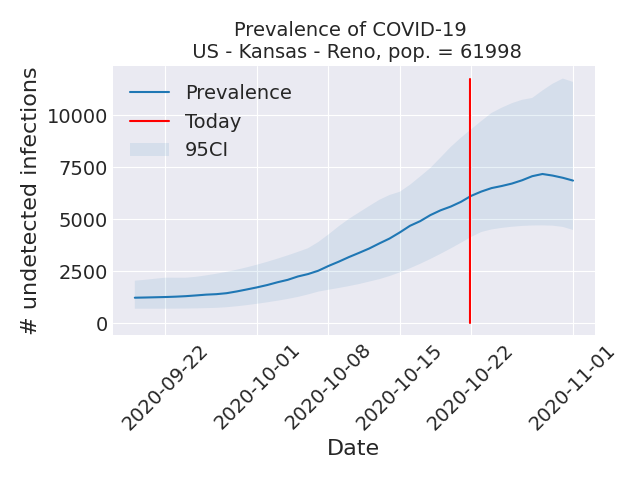 Prevalence of COVID-19
US - Kansas - Reno, pop. = 61998
Prevalence
Today
95CI
# undetected infections
10000
7500
5000
2500
0
2020-09-22
2020-10-01
2020-10-08
2020-10-15
2020-10-22
2020-11-01
Date